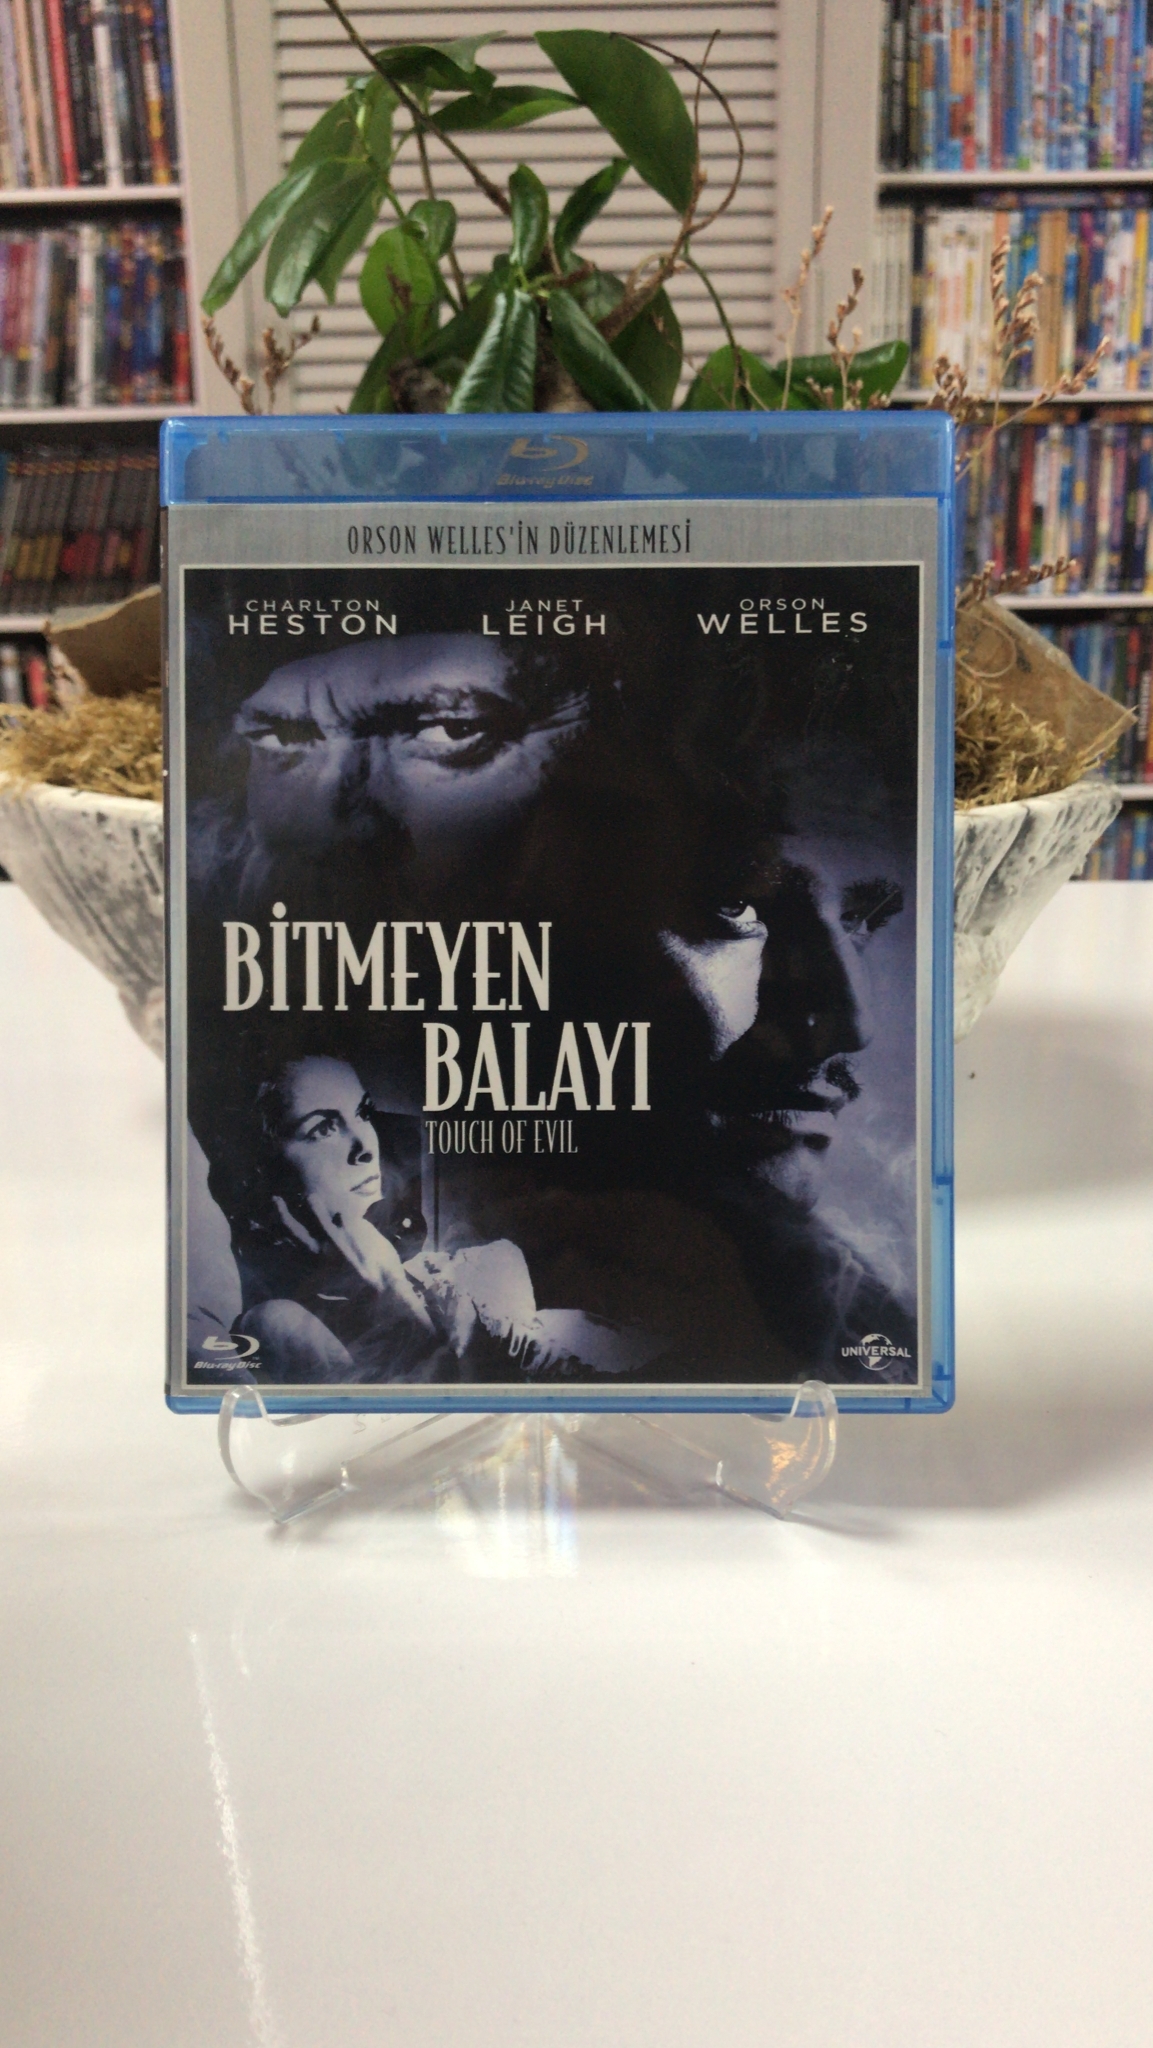 Blu-ray Disc
ORSON WELLES'İN DÜZENLEMESİ
CHARLTON HESTON
JANET LEIGH
ORSON WELLES
BİTMEYEN
BALAYI
TOUCH OF EVIL
Blu-ray Disc
UNIVERSAL